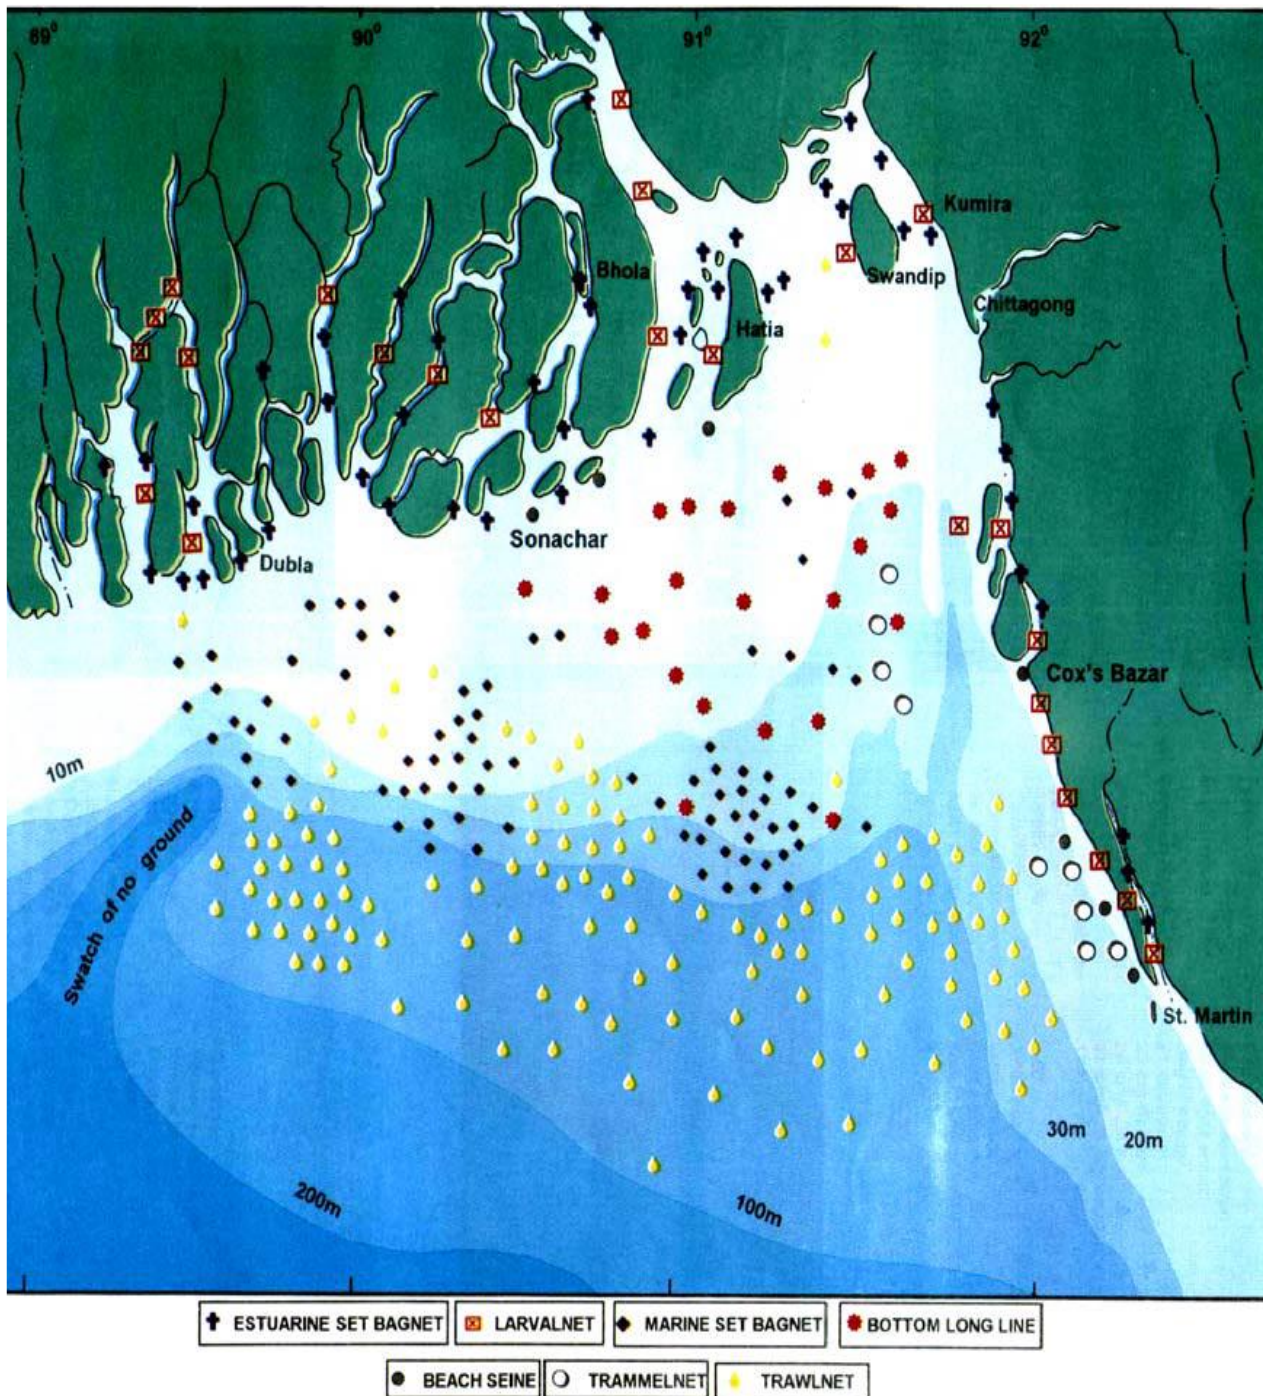 89° 90° 91° 92°
Kumira
Bhola
Swandip
Chittagong
Hatia
Sonachar
Dubla
Cox's Bazar
10m
Swatch of no ground
St. Martin
30m 20m
200m
100m
ESTUARINE SET BAGNET LARVALNET MARINE SET BAGNET BOTTOM LONG LINE
BEACH SEINE TRAMMELNET TRAWLNET